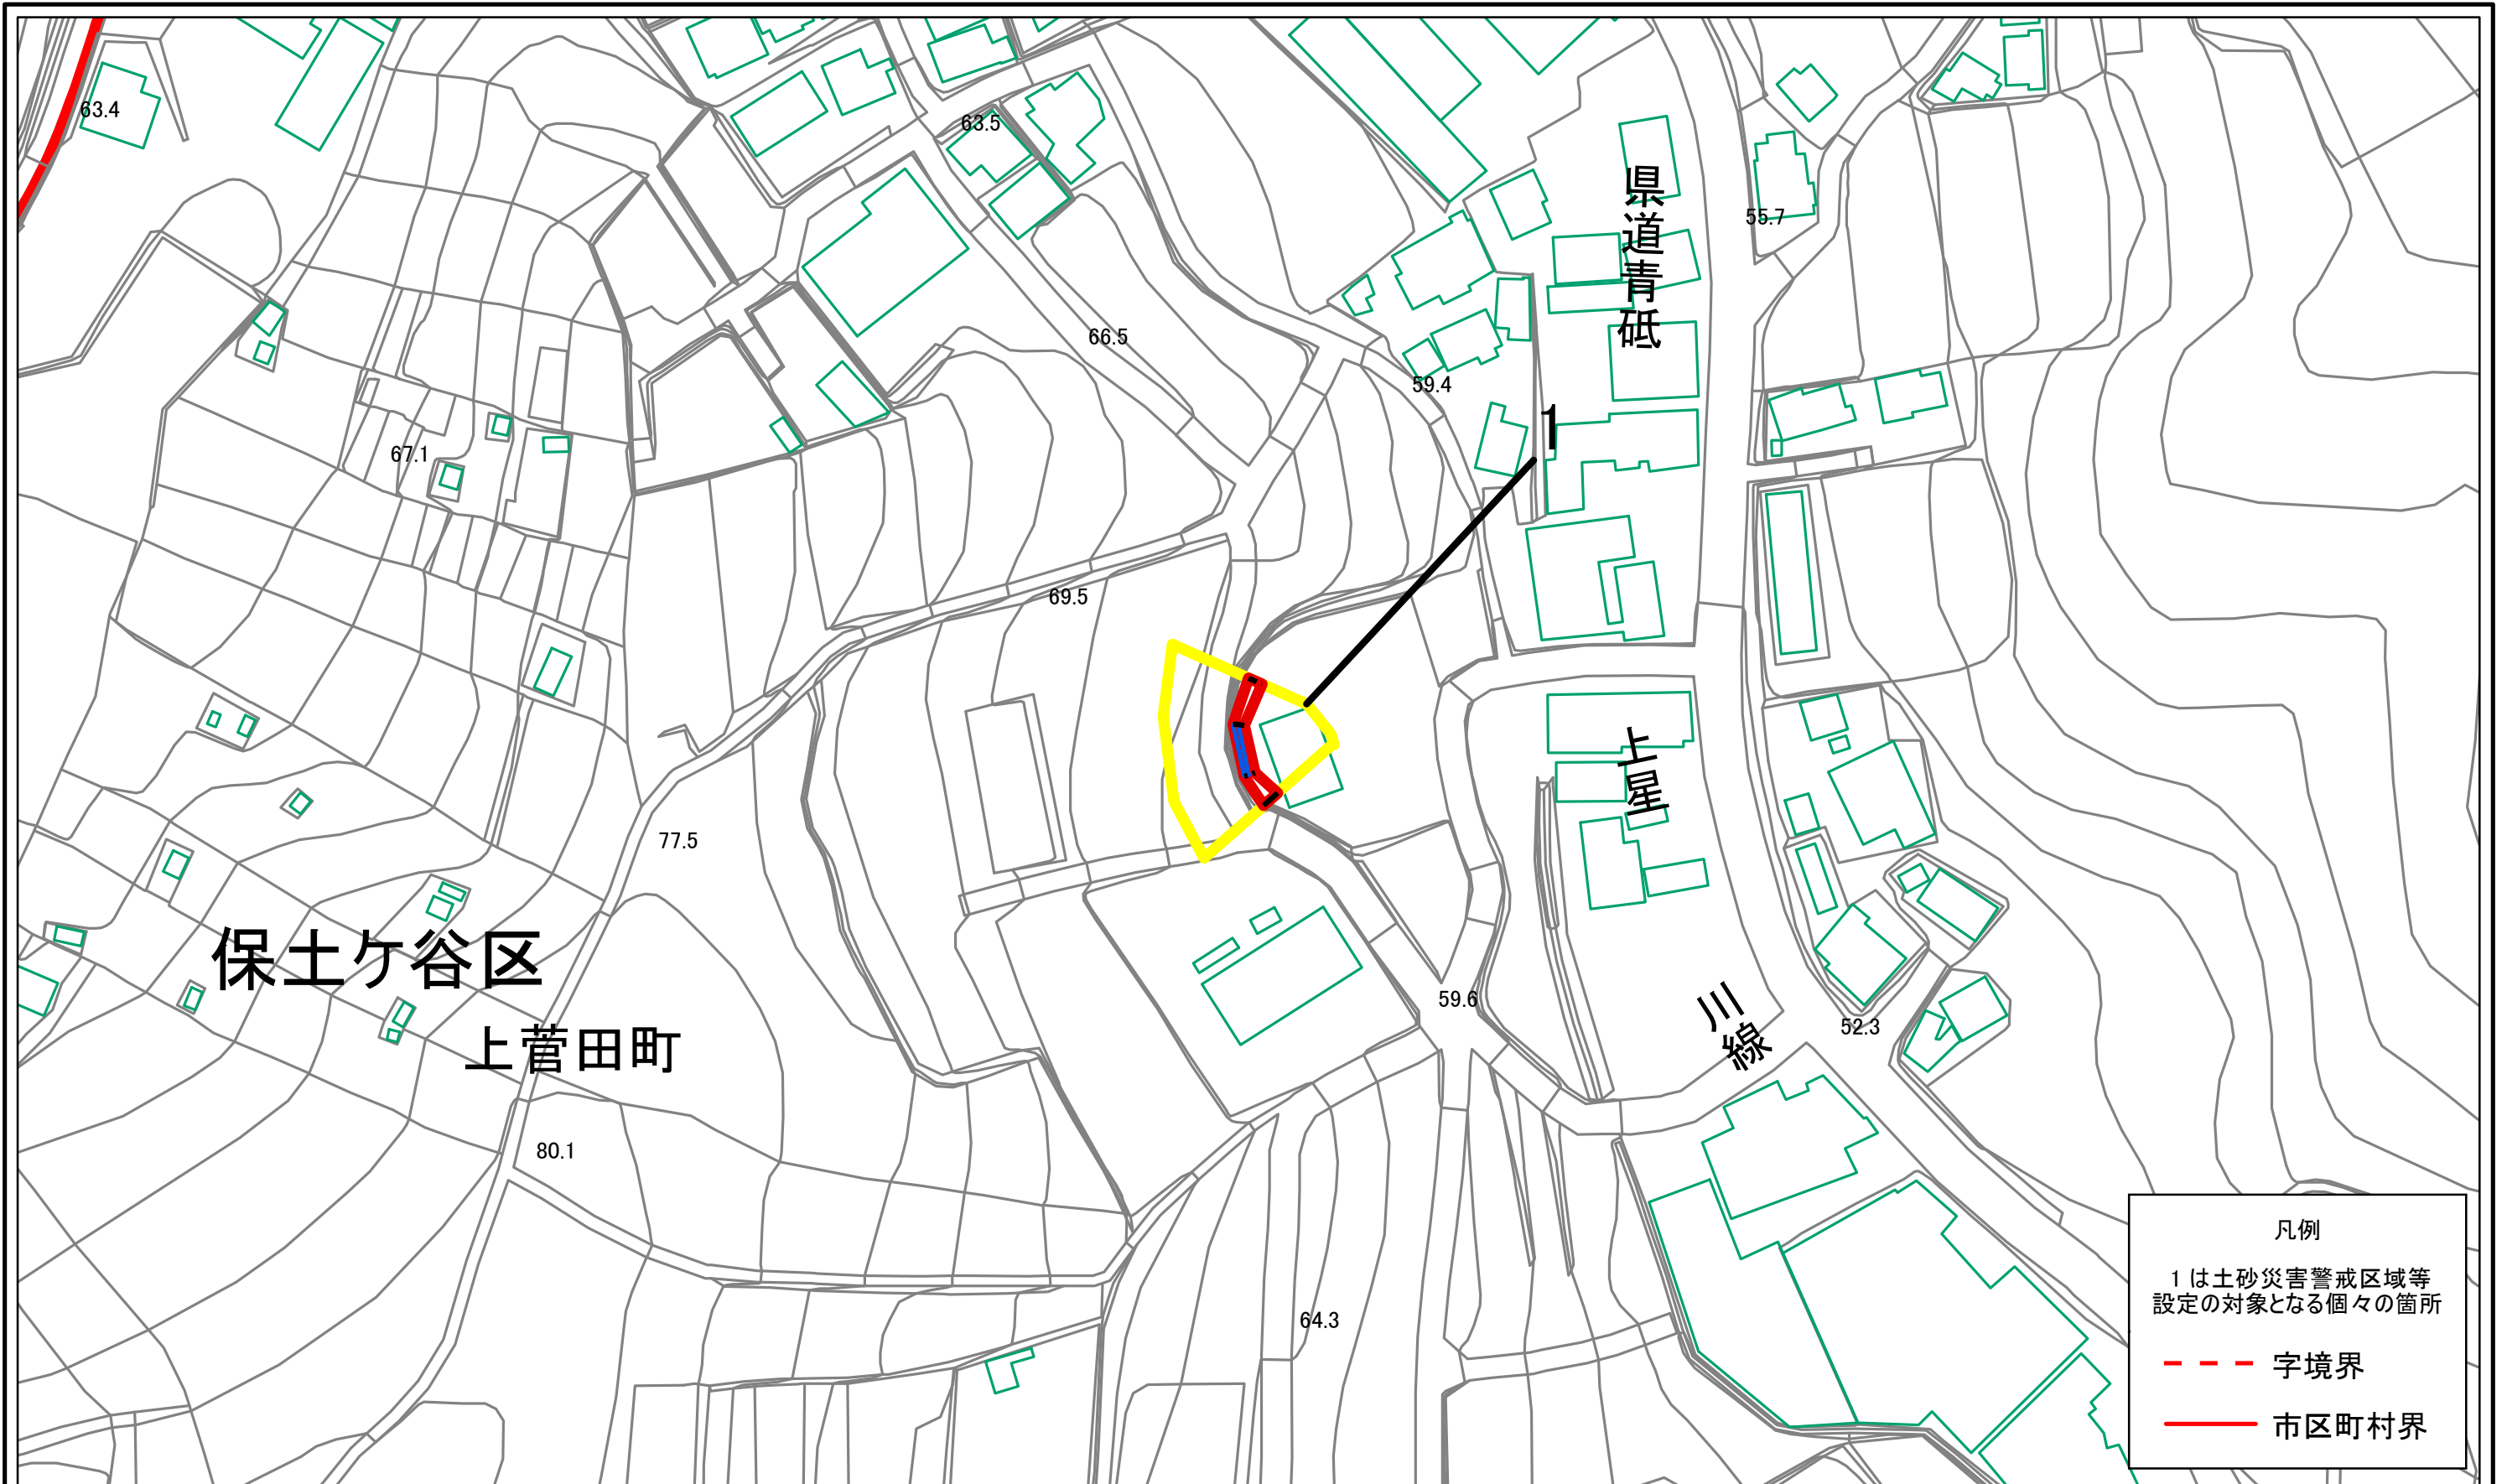 63.4
63.5
県道青砥
55.7
66.5
59.4
1
67.1
69.5
上星
77.5
保土ケ谷区
59.6
川線
52.3
上菅田町
80.1
64.3
凡例
1は土砂災害警戒区域等
設定の対象となる個々の箇所
字境界
市区町村界